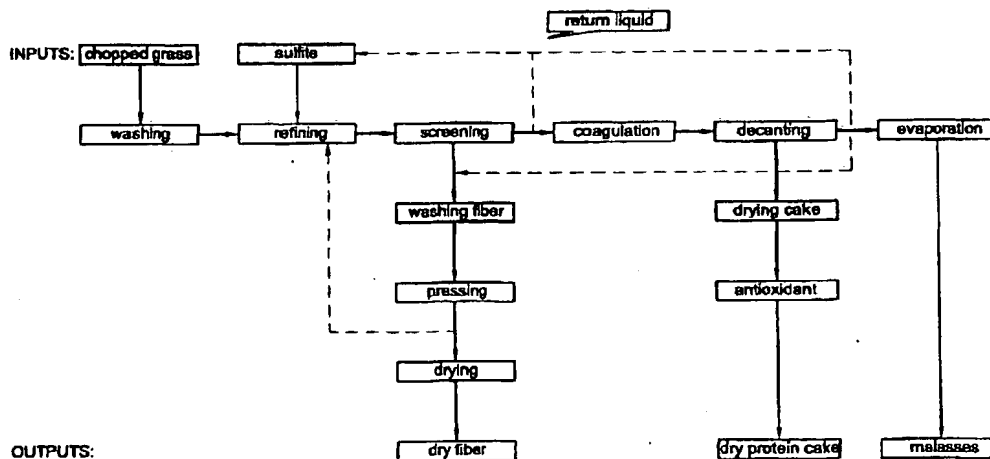 return liquid
INPUTS: chopped grass sulfite
washing refining screening coagulation decanting evaporation
washing fiber drying cake
pressing antioxidant
drying
OUTPUTS: dry fiber dry protein cake malasses